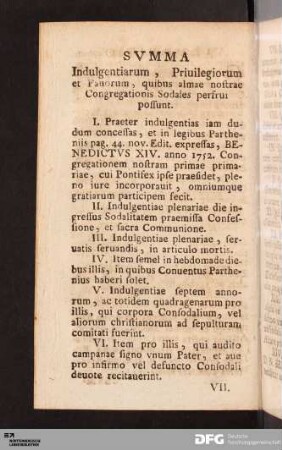 SVMMA
Indulgentiarum, Priuilegiorum
et Fauorum, quibus almae nostrae
Congregationis Sodales perfrui
possunt.
I. Praeter indulgentias iam du-
dum concessas, et in legibus Parthe-
niis pag. 44. nov. Edit. expressas, BE-
NEDICTVS XIV. anno 1752. Con-
gregationem nostram primae prima-
riae, cui Pontifex ipse praesidet, ple-
no iure incorporauit, omniumque
gratiarum participem fecit.
II. Indulgentiae plenariae die in-
gressus Sodalitatem praemissa Confes-
sione, et sacra Communione.
III. Indulgentiae plenariae, ser-
uatis seruandis, in articulo mortis.
IV. Item semel in hebdomade die-
bus illis, in quibus Conuentus Parthe-
nius haberi solet.
V. Indulgentiae septem anno-
rum, ac totidem quadragenarum pro
illis, qui corpora Consodalium, vel
aliorum christianorum ad sepulturam
comitati fuerint.
VI. Item pro illis, qui audito
campanae signo vnum Pater, et aue
pro infirmo vel defuncto Consodali
deuote recitauerint.
VII.
DFG